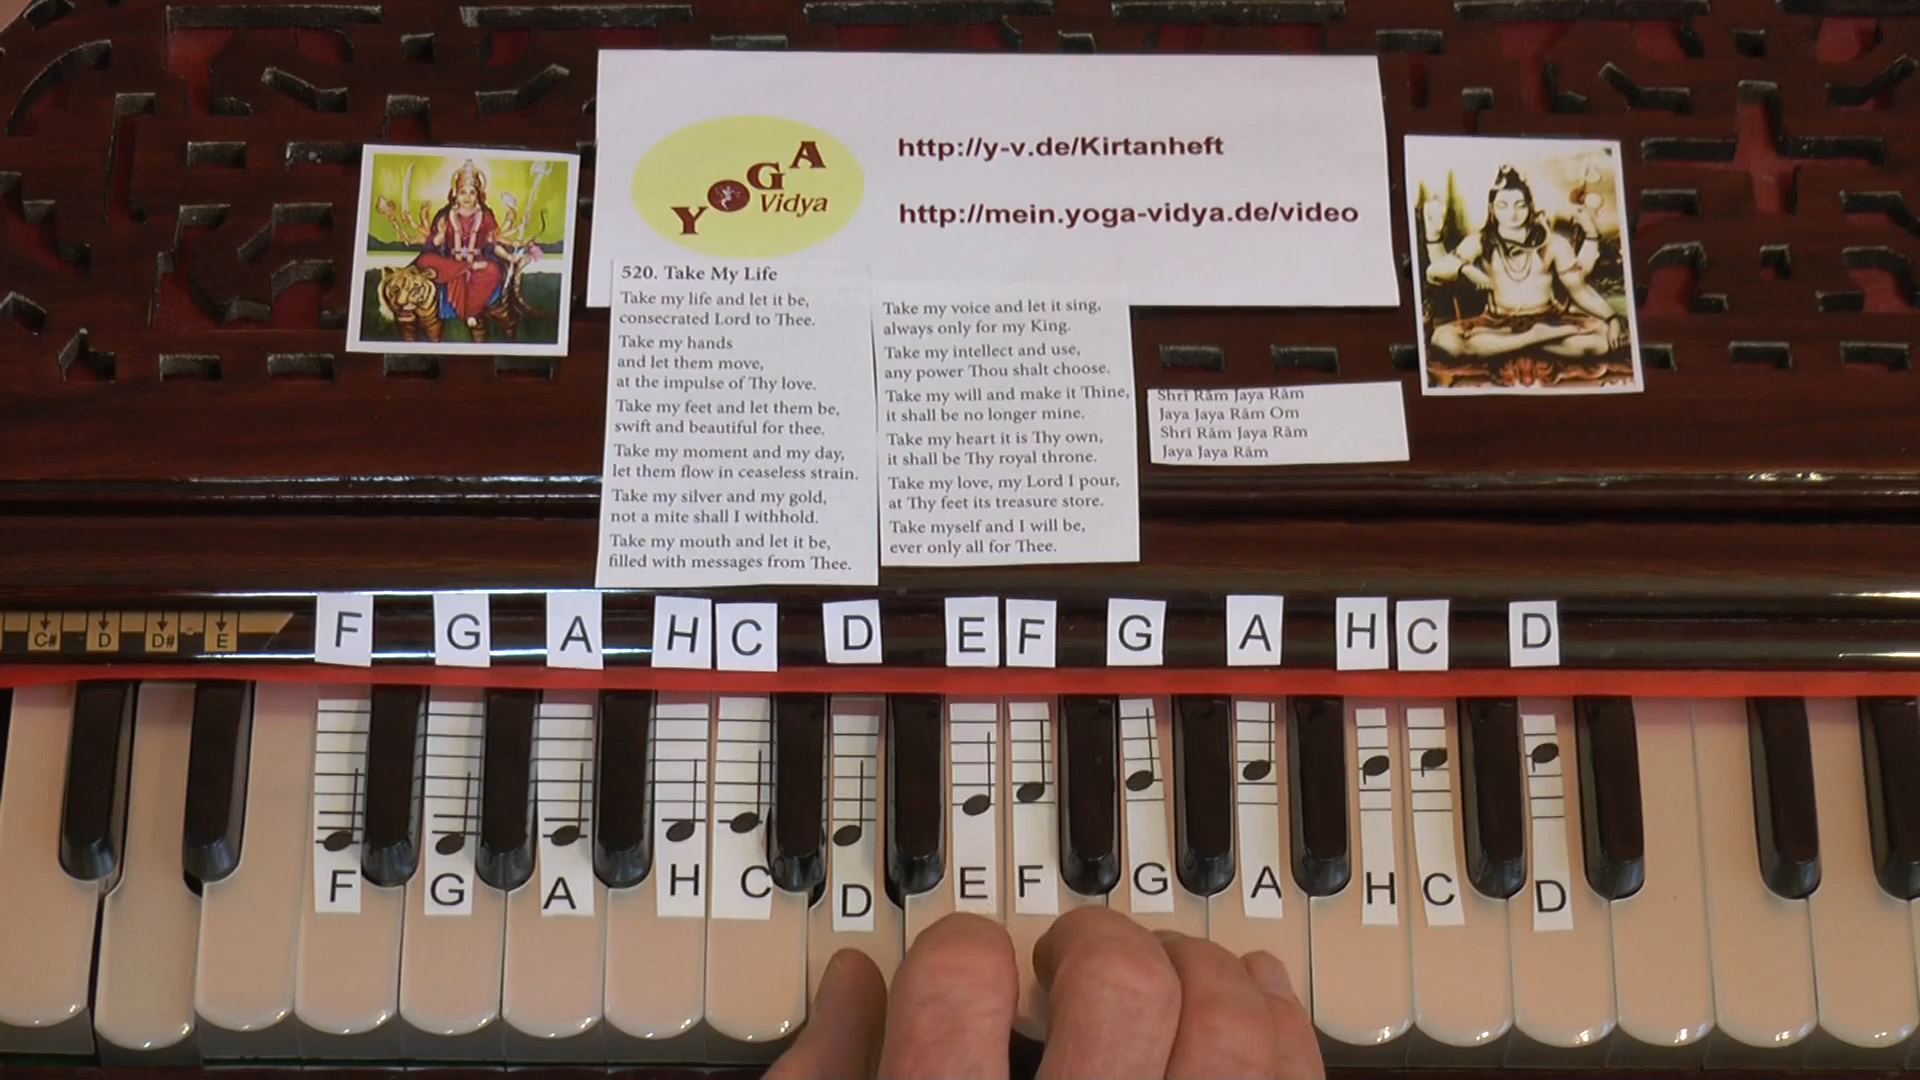 YOGA
Vidya
http://y-v.de/Kirtanheft
http://mein.yoga-vidya.de/video
520. Take My Life
Take my life and let it be,
consecrated Lord to Thee.
Take my hands
and let them move,
at the impulse of Thy love.
Take my feet and let them be,
swift and beautiful for thee.
Take my moment and my day,
let them flow in ceaseless strain.
Take my silver and my gold,
not a mite shall I withhold.
Take my mouth and let it be,
filled with messages from Thee.
Take my voice and let it sing,
always only for my King.
Take my intellect and use,
any power Thou shalt choose.
Take my will and make it Thine,
it shall be no longer mine.
Take my heart it is Thy own,
it shall be Thy royal throne.
Take my love, my Lord I pour,
at Thy feet its treasure store.
Take myself and I will be,
ever only all for Thee.
Shrī Rām Jaya Rām
Jaya Jaya Rām Om
Shrī Rām Jaya Rām
Jaya Jaya Rām
C# D D# E
F G A H C D E F G A H C D
F G A H C D E F G A H C D